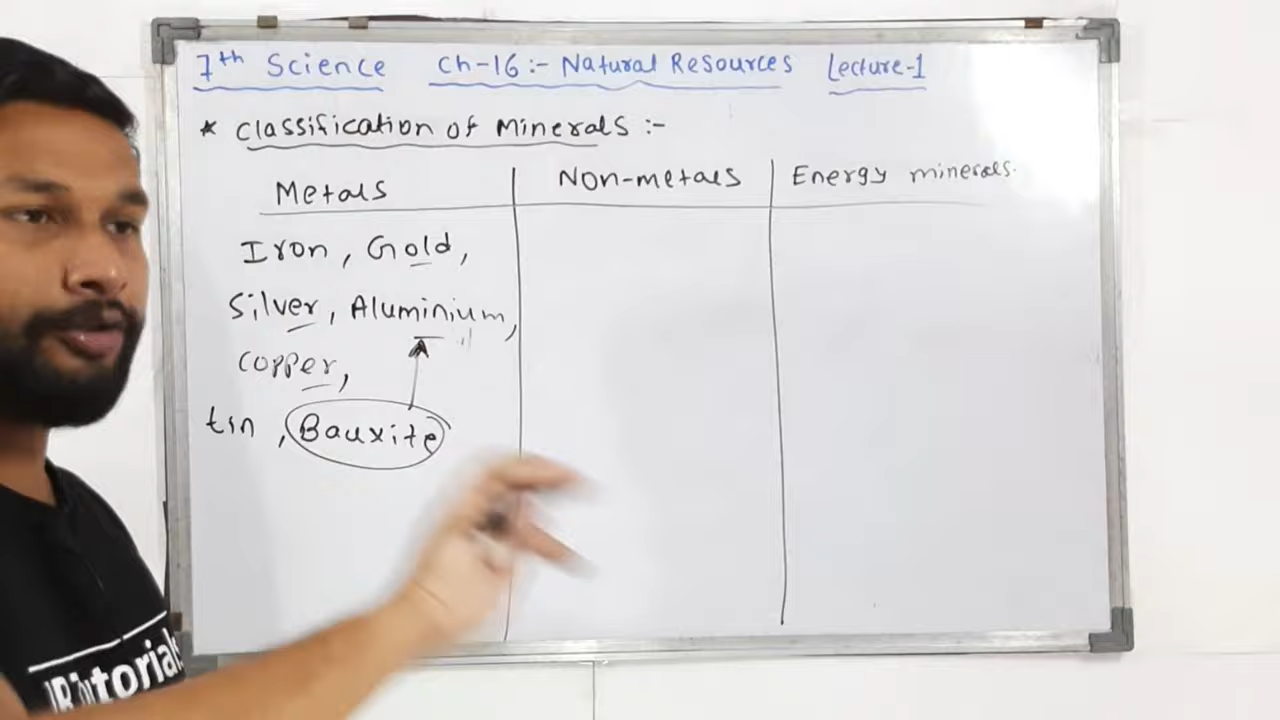 7th Science Ch-16:- Natural Resources Lecture-1
* Classification of Minerals :-
Metals Non-metals Energy minerals.
Iron, Gold,
Silver, Aluminium,
Copper,
tin, Bauxite